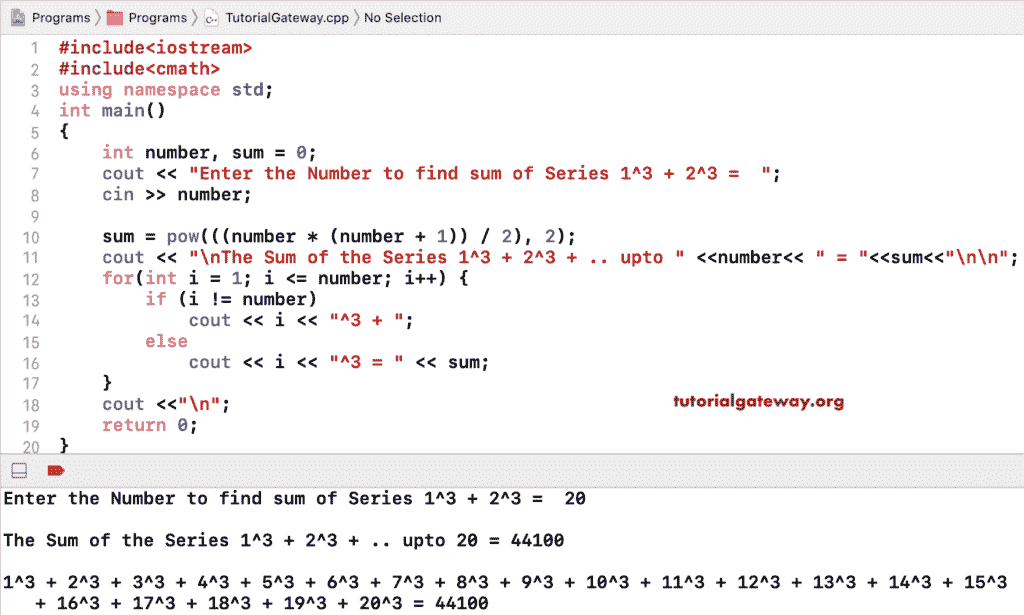 Programs 〉 Programs 〉 TutorialGateway.cpp 〉 No Selection
1 #include<iostream>
2 #include<cmath>
3 using namespace std;
4 int main()
5 {
6     int number, sum = 0;
7     cout << "Enter the Number to find sum of Series 1^3 + 2^3 =  ";
8     cin >> number;
9
10     sum = pow(((number * (number + 1)) / 2), 2);
11     cout << "\nThe Sum of the Series 1^3 + 2^3 + .. upto " <<number<< " = "<<sum<<"\n\n";
12     for(int i = 1; i <= number; i++) {
13         if (i != number)
14             cout << i << "^3 + ";
15         else
16             cout << i << "^3 = " << sum;
17     }
18     cout <<"\n";
tutorialgateway.org
19     return 0;
20 }
Enter the Number to find sum of Series 1^3 + 2^3 =  20
The Sum of the Series 1^3 + 2^3 + .. upto 20 = 44100
1^3 + 2^3 + 3^3 + 4^3 + 5^3 + 6^3 + 7^3 + 8^3 + 9^3 + 10^3 + 11^3 + 12^3 + 13^3 + 14^3 + 15^3
+ 16^3 + 17^3 + 18^3 + 19^3 + 20^3 = 44100